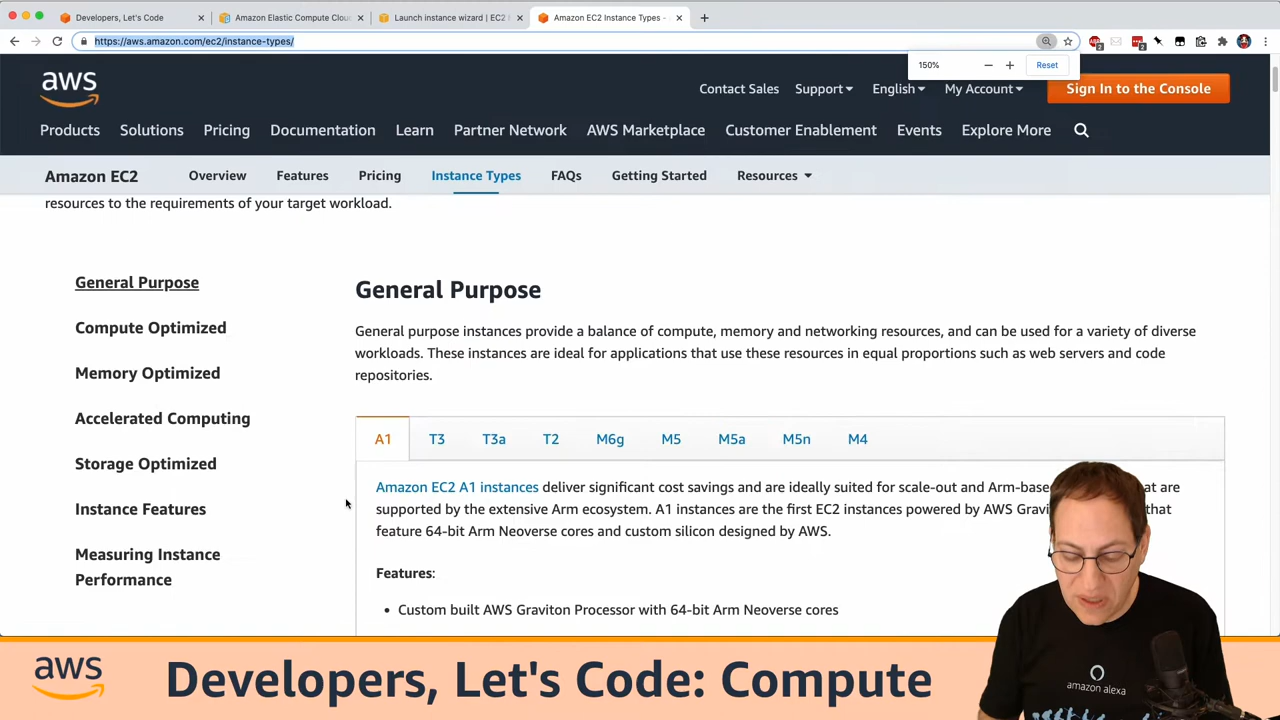 Developers, Let's Code
Amazon Elastic Compute Clou
Launch instance wizard | EC2
Amazon EC2 Instance Types -
https://aws.amazon.com/ec2/instance-types/
150%
Reset
aws
Contact Sales
Support
English
My Account
Sign In to the Console
Products
Solutions
Pricing
Documentation
Learn
Partner Network
AWS Marketplace
Customer Enablement
Events
Explore More
Amazon EC2
Overview
Features
Pricing
Instance Types
FAQs
Getting Started
Resources
resources to the requirements of your target workload.
General Purpose
Compute Optimized
Memory Optimized
Accelerated Computing
Storage Optimized
Instance Features
Measuring Instance
Performance
General Purpose
General purpose instances provide a balance of compute, memory and networking resources, and can be used for a variety of diverse
workloads. These instances are ideal for applications that use these resources in equal proportions such as web servers and code
repositories.
A1
T3
T3a
T2
M6g
M5
M5a
M5n
M4
Amazon EC2 A1 instances deliver significant cost savings and are ideally suited for scale-out and Arm-base at are
supported by the extensive Arm ecosystem. A1 instances are the first EC2 instances powered by AWS Gravi that
feature 64-bit Arm Neoverse cores and custom silicon designed by AWS.
Features:
• Custom built AWS Graviton Processor with 64-bit Arm Neoverse cores
amazon alexa
aws
Developers, Let's Code: Compute